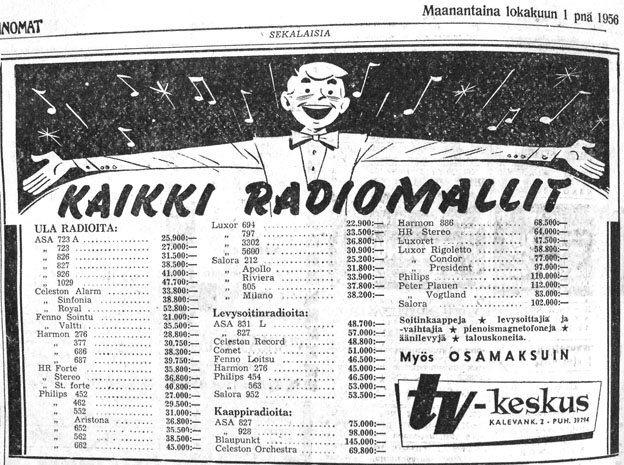 INOMAT
Maanantaina lokakuun 1 pnä 1956
SEKALAISIA
KAIKKI RADIOMALLIT
ULA RADIOITA:
ASA 723 A .......... 25.900:—
„ 723 .......... 27.000:—
„ 826 .......... 31.500:—
„ 827 .......... 38.500:—
„ 926 .......... 41.000:—
„ 1029 .......... 47.700:—
Celeston Alarm .......... 33.800:—
„ Sinfonia .......... 38.800:—
„ Royal .......... 52.800:—
Fenno Sointu .......... 21.000:—
„ Valtti .......... 35.500:—
Harmon 276 .......... 28.800:—
„ 377 .......... 30.750:—
„ 686 .......... 38.300:—
„ 687 .......... 39.750:—
HR Forte .......... 35.800:—
„ Stereo .......... 36.800:—
„ St. forte .......... 40.800:—
Philips 452 .......... 27.000:—
„ 462 .......... 29.500:—
„ 552 .......... 31.000:—
„ Aristona .......... 36.800:—
„ 652 .......... 35.500:—
„ 562 .......... 38.500:—
„ 662 .......... 45.000:—
Luxor 694 .......... 22.900:—
„ 797 .......... 33.500:—
„ 3302 .......... 36.800:—
„ .......... 30.900:—
Salora 212 .......... 25.200:—
„ Apollo .......... 31.800:—
„ Riviera .......... 39.800:—
„ 805 .......... 37.800:—
„ Milano .......... 38.200:—
Levysoitinradioita:
ASA 831 L .......... 48.700:—
„ 827 .......... 57.000:—
Celeston Record .......... 48.800:—
Comet .......... 51.000:—
Fenno Loitsu .......... 46.500:—
Harmon 276 .......... 45.000:—
Philips 454 .......... 46.500:—
„ 563 .......... 53.000:—
Salora 952 .......... 53.500:—
Kaappiradioita:
ASA 827 .......... 75.000:—
„ 928 .......... 98.000:—
Blaupunkt .......... 145.000:—
Celeston Orchestra .......... 69.800:—
Harmon 886 .......... 68.500:—
HR Stereo .......... 64.000:—
Luxoret .......... 47.500:—
Luxor Rigoletto .......... 58.800:—
„ Condor .......... 77.000:—
„ President .......... 97.000:—
Philips .......... 110.000:—
Peter Plauen .......... 112.000:—
„ Vogtland .......... 83.000:—
Salora .......... 102.000:—
Soitinkaappeja ★ levysoittajia ja
-vaihtajia ★ pienoismagnetofoneja ★
äänilevyjä ★ talouskoneita.
Myös OSAMAKSUIN
tv-keskus
KALEVANK. 2 - PUH.